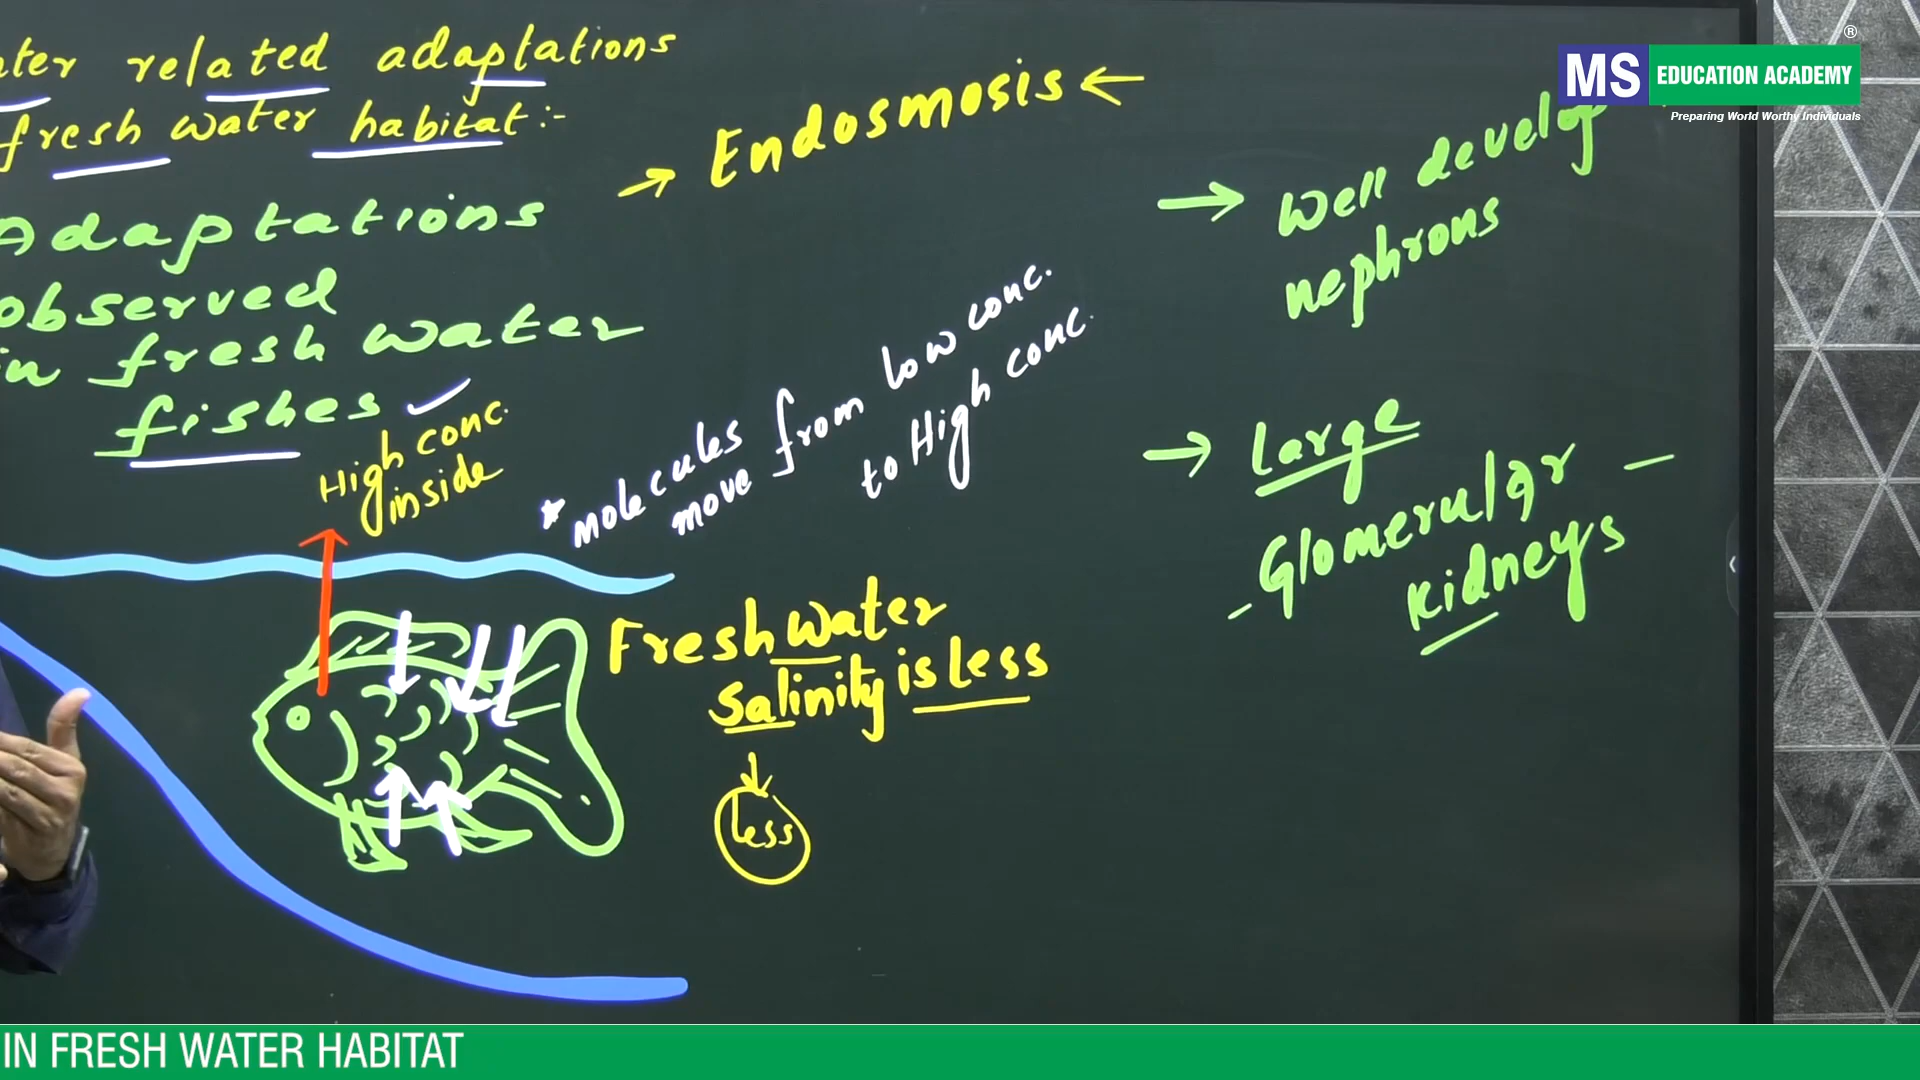 related adaptations
fresh water habitat:-
Adaptations
observed
in fresh water
fishes
High conc.
inside
→ Endosmosis ←
* molecules from low conc.
move to High conc.
Fresh water
salinity is less
↓
less
→ well develop
nephrons
→ Large
- Glomerular -
kidneys
MS EDUCATION ACADEMY ®
Preparing World Worthy Individuals
IN FRESH WATER HABITAT